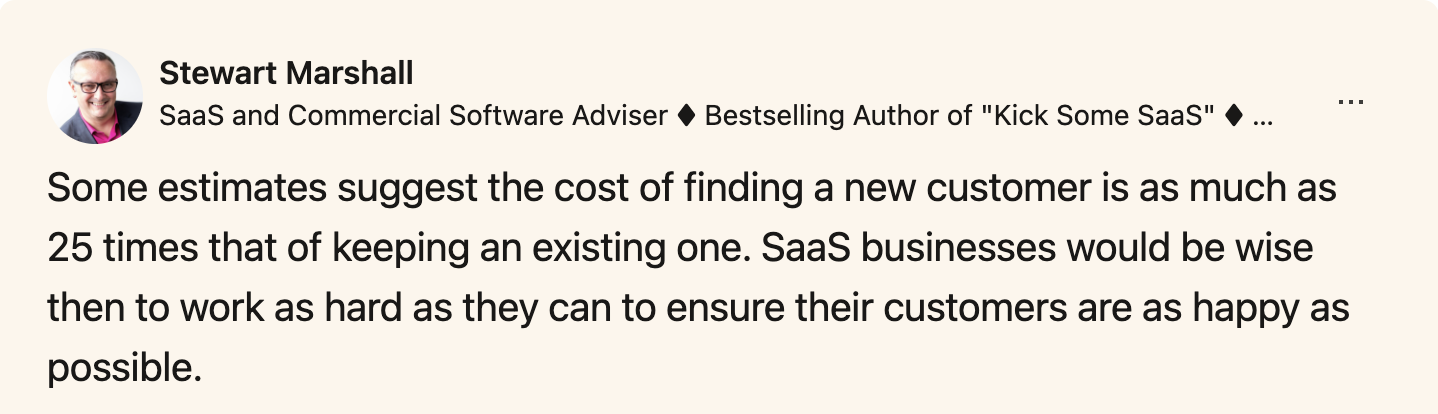 Stewart Marshall
SaaS and Commercial Software Adviser ♦ Bestselling Author of "Kick Some SaaS" ♦ ...
Some estimates suggest the cost of finding a new customer is as much as
25 times that of keeping an existing one. SaaS businesses would be wise
then to work as hard as they can to ensure their customers are as happy as
possible.